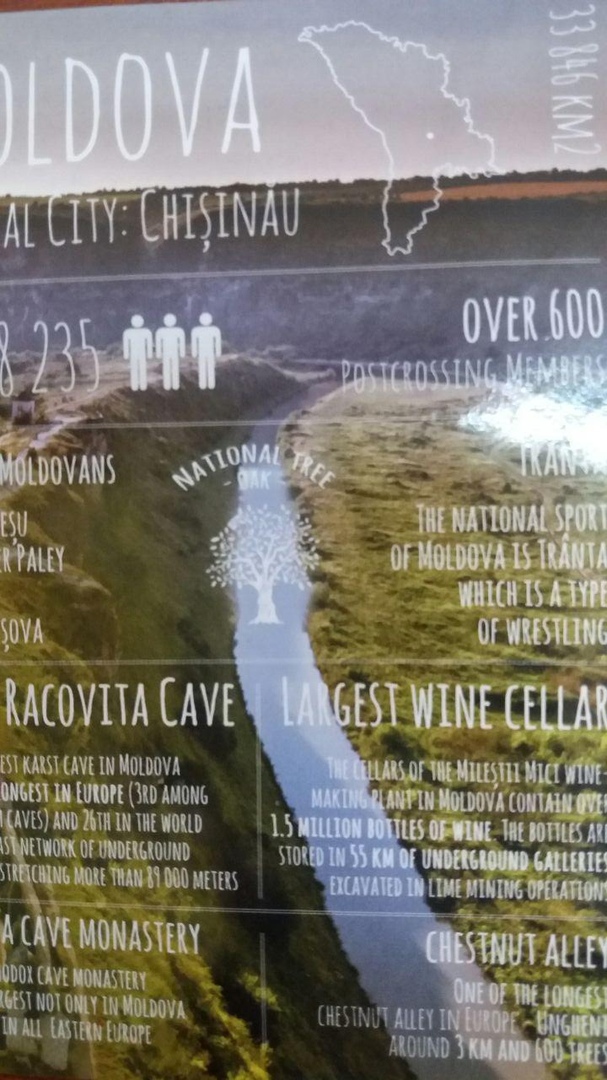 OLDOVA
33 846 KM2
AL CITY: CHIȘINĂU
8 235
OVER 600
POSTCROSSING MEMBERS
MOLDOVANS
EȘU
R PALEY
ȘOVA
NATIONAL TREE
- OAK -
TRÂNTA
THE NATIONAL SPORT
OF MOLDOVA IS TRÂNTA
WHICH IS A TYPE
OF WRESTLING
RACOVITA CAVE
EST KARST CAVE IN MOLDOVA
ONGEST IN EUROPE (3RD AMONG
CAVES) AND 26TH IN THE WORLD
AST NETWORK OF UNDERGROUND
STRETCHING MORE THAN 89 000 METERS
LARGEST WINE CELLAR
THE CELLARS OF THE MILEȘTII MICI WINE-
MAKING PLANT IN MOLDOVA CONTAIN OVE
1.5 MILLION BOTTLES OF WINE. THE BOTTLES AR
STORED IN 55 KM OF UNDERGROUND GALLERIES
EXCAVATED IN LIME MINING OPERATION
A CAVE MONASTERY
ODOX CAVE MONASTERY
RGEST NOT ONLY IN MOLDOVA
IN ALL EASTERN EUROPE
CHESTNUT ALLEY
ONE OF THE LONGEST
CHESTNUT ALLEY IN EUROPE - UNGHENI
AROUND 3 KM AND 600 TREES